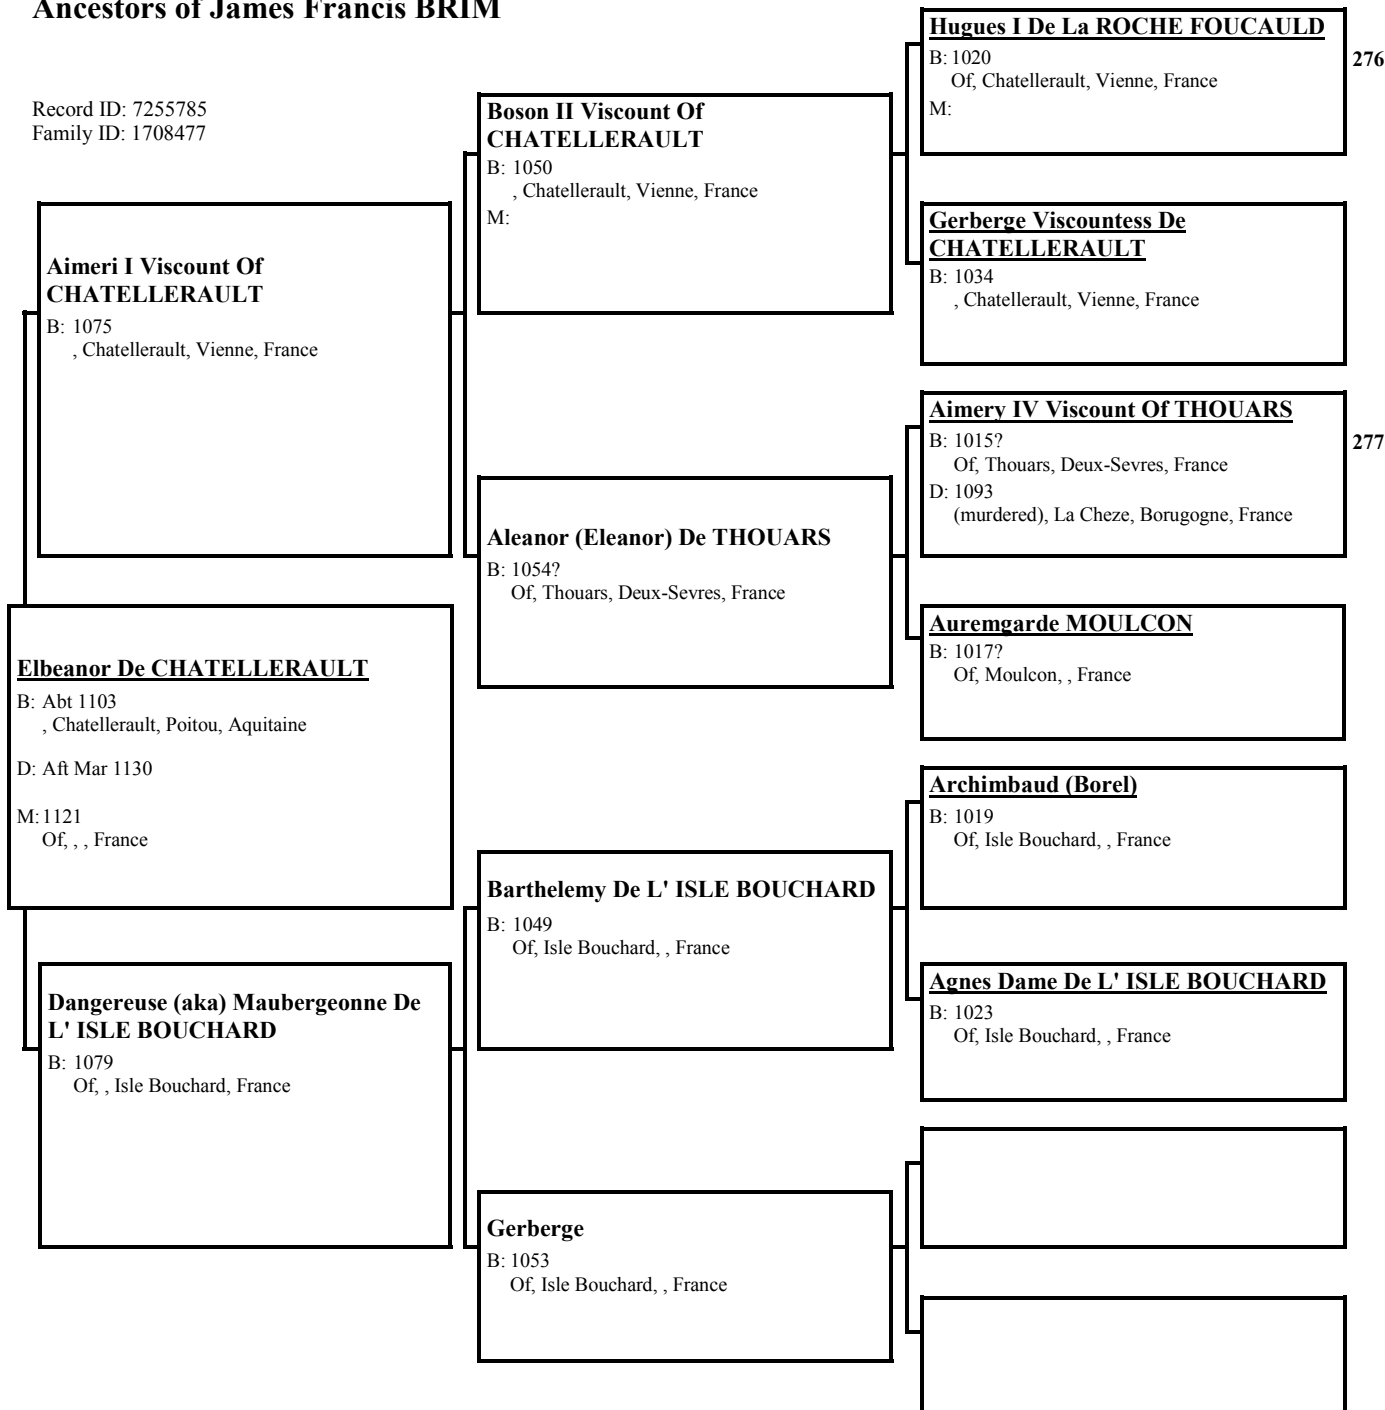 Ancestors of James Francis BRIM
Record ID: 7255785
Family ID: 1708477
Aimeri I Viscount Of
CHATELLERAULT
B: 1075
, Chatellerault, Vienne, France
Elbeanor De CHATELLERAULT
B: Abt 1103
, Chatellerault, Poitou, Aquitaine
D: Aft Mar 1130
M: 1121
Of, , , France
Dangereuse (aka) Maubergeonne De
L' ISLE BOUCHARD
B: 1079
Of, , Isle Bouchard, France
Boson II Viscount Of
CHATELLERAULT
B: 1050
, Chatellerault, Vienne, France
M:
Aleanor (Eleanor) De THOUARS
B: 1054?
Of, Thouars, Deux-Sevres, France
Barthelemy De L' ISLE BOUCHARD
B: 1049
Of, Isle Bouchard, , France
Gerberge
B: 1053
Of, Isle Bouchard, , France
Hugues I De La ROCHE FOUCAULD
B: 1020
Of, Chatellerault, Vienne, France
M:
276
Gerberge Viscountess De
CHATELLERAULT
B: 1034
, Chatellerault, Vienne, France
Aimery IV Viscount Of THOUARS
B: 1015?
Of, Thouars, Deux-Sevres, France
D: 1093
(murdered), La Cheze, Borugogne, France
277
Auremgarde MOULCON
B: 1017?
Of, Moulcon, , France
Archimbaud (Borel)
B: 1019
Of, Isle Bouchard, , France
Agnes Dame De L' ISLE BOUCHARD
B: 1023
Of, Isle Bouchard, , France